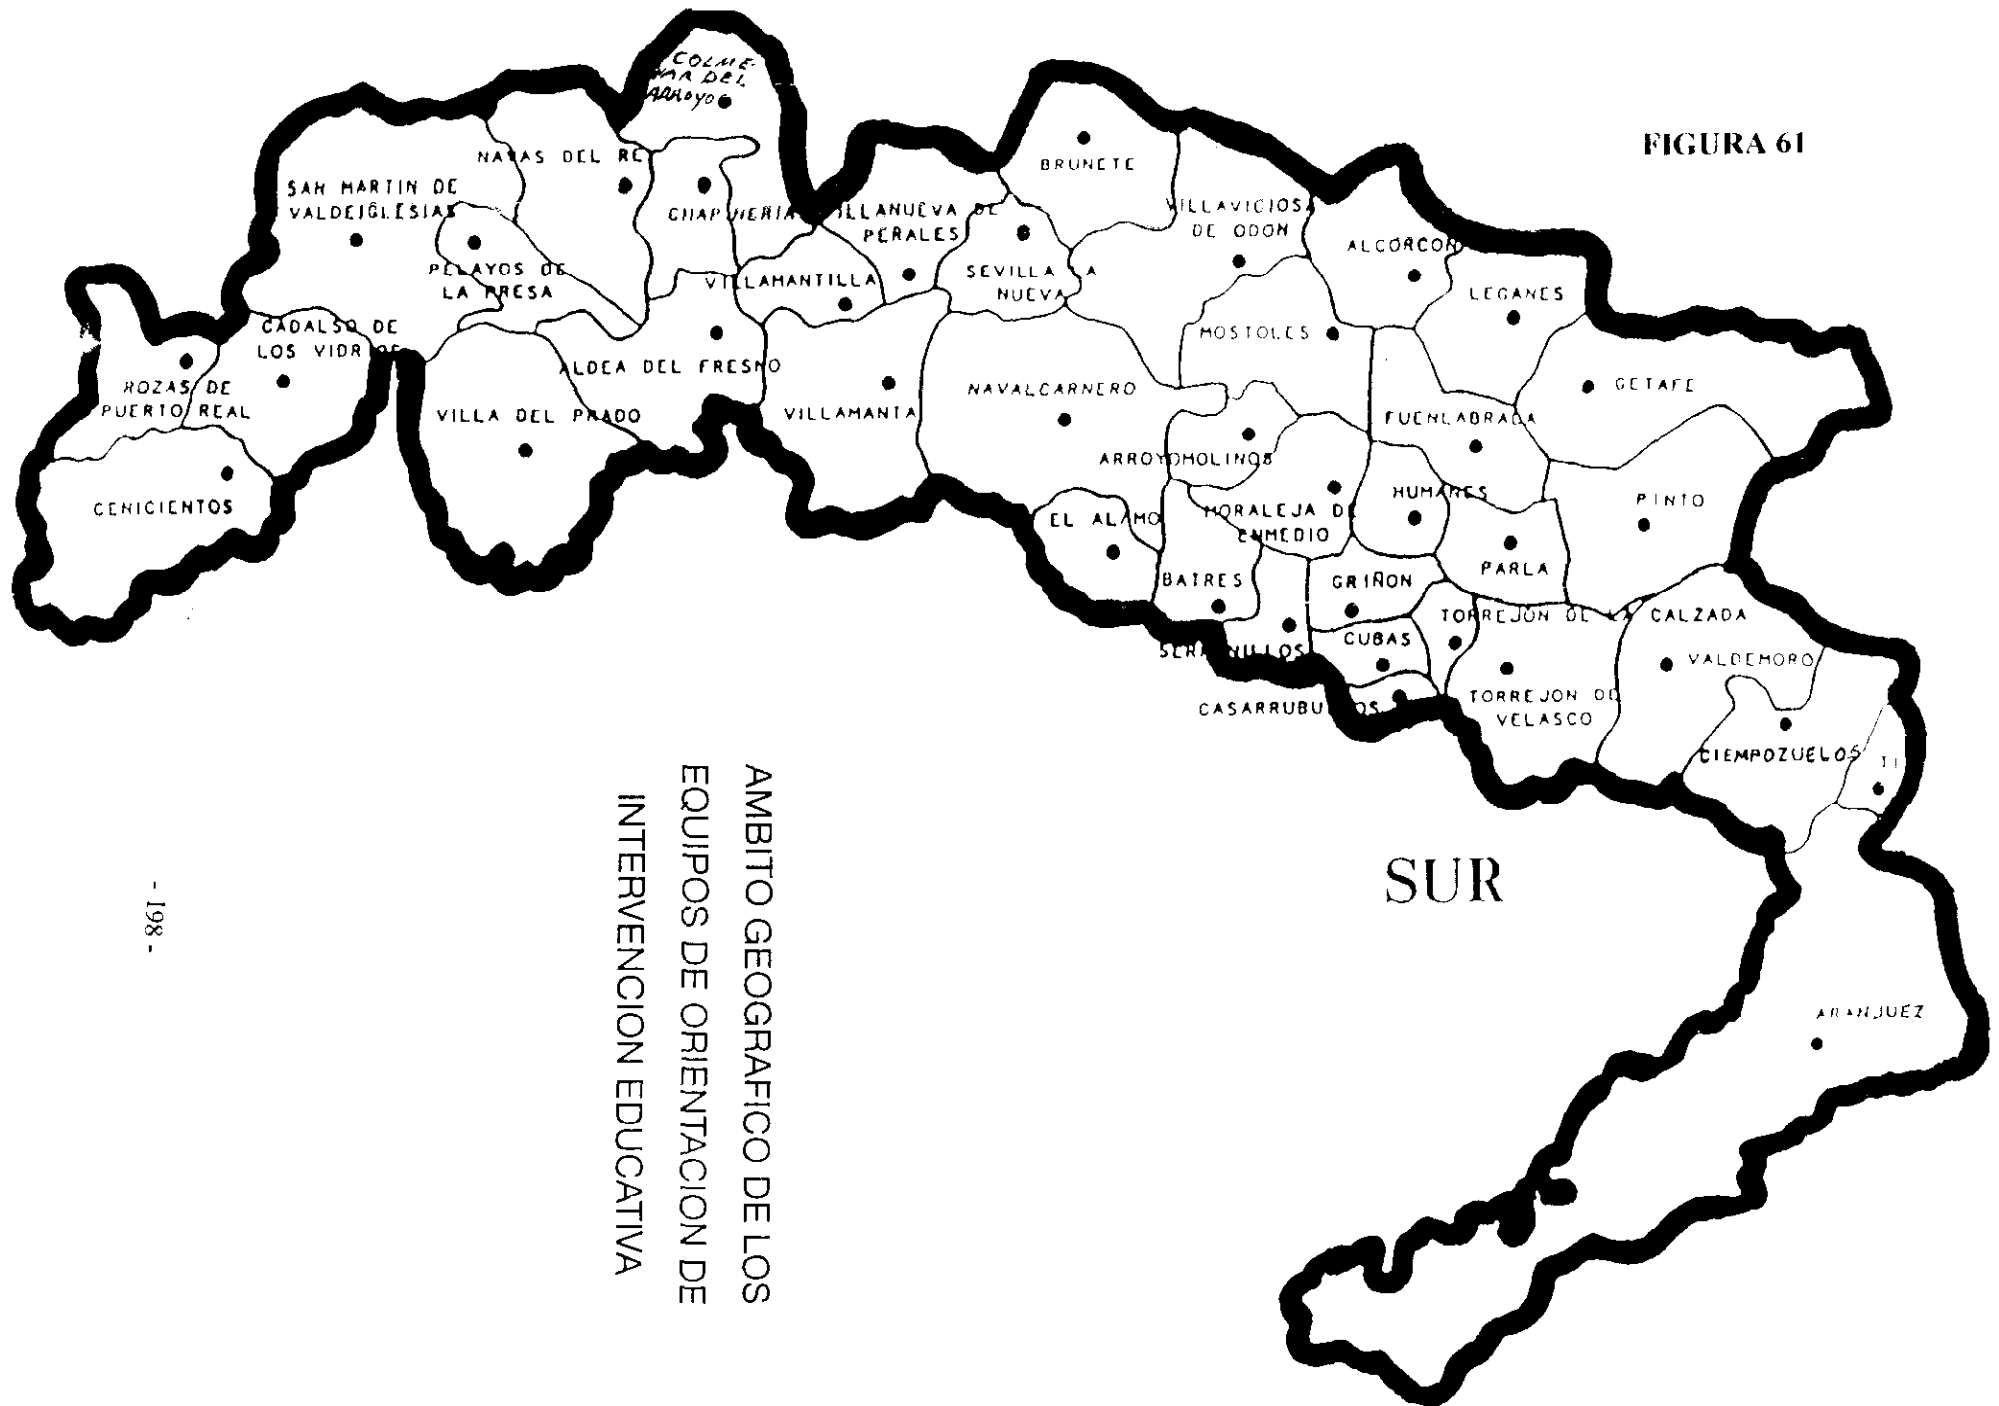 FIGURA 61
COLME-
NAR DEL
ARROYO
NAVAS DEL RE
SAN MARTIN DE
VALDEIGLESIAS
PELAYOS DE
LA PRESA
CHAPINERIA
VILLANUEVA DE
PERALES
VILLAMANTILLA
BRUNETE
SEVILLA LA
NUEVA
VILLAVICIOSA
DE ODON
ALCORCON
LEGANES
MOSTOLES
GETAFE
CADALSO DE
LOS VIDRIOS
ROZAS DE
PUERTO REAL
CENICIENTOS
VILLA DEL PRADO
ALDEA DEL FRESNO
VILLAMANTA
NAVALCARNERO
FUENLABRADA
ARROYOMOLINOS
HUMANES
PINTO
EL ALAMO
MORALEJA DE
ENMEDIO
PARLA
BATRES
GRIÑON
TORREJON DE LA CALZADA
CUBAS
SERRANILLOS
VALDEMORO
CASARRUBUELOS
TORREJON DE
VELASCO
CIEMPOZUELOS
SUR
ARANJUEZ
AMBITO GEOGRAFICO DE LOS
EQUIPOS DE ORIENTACION DE
INTERVENCION EDUCATIVA
- 198 -